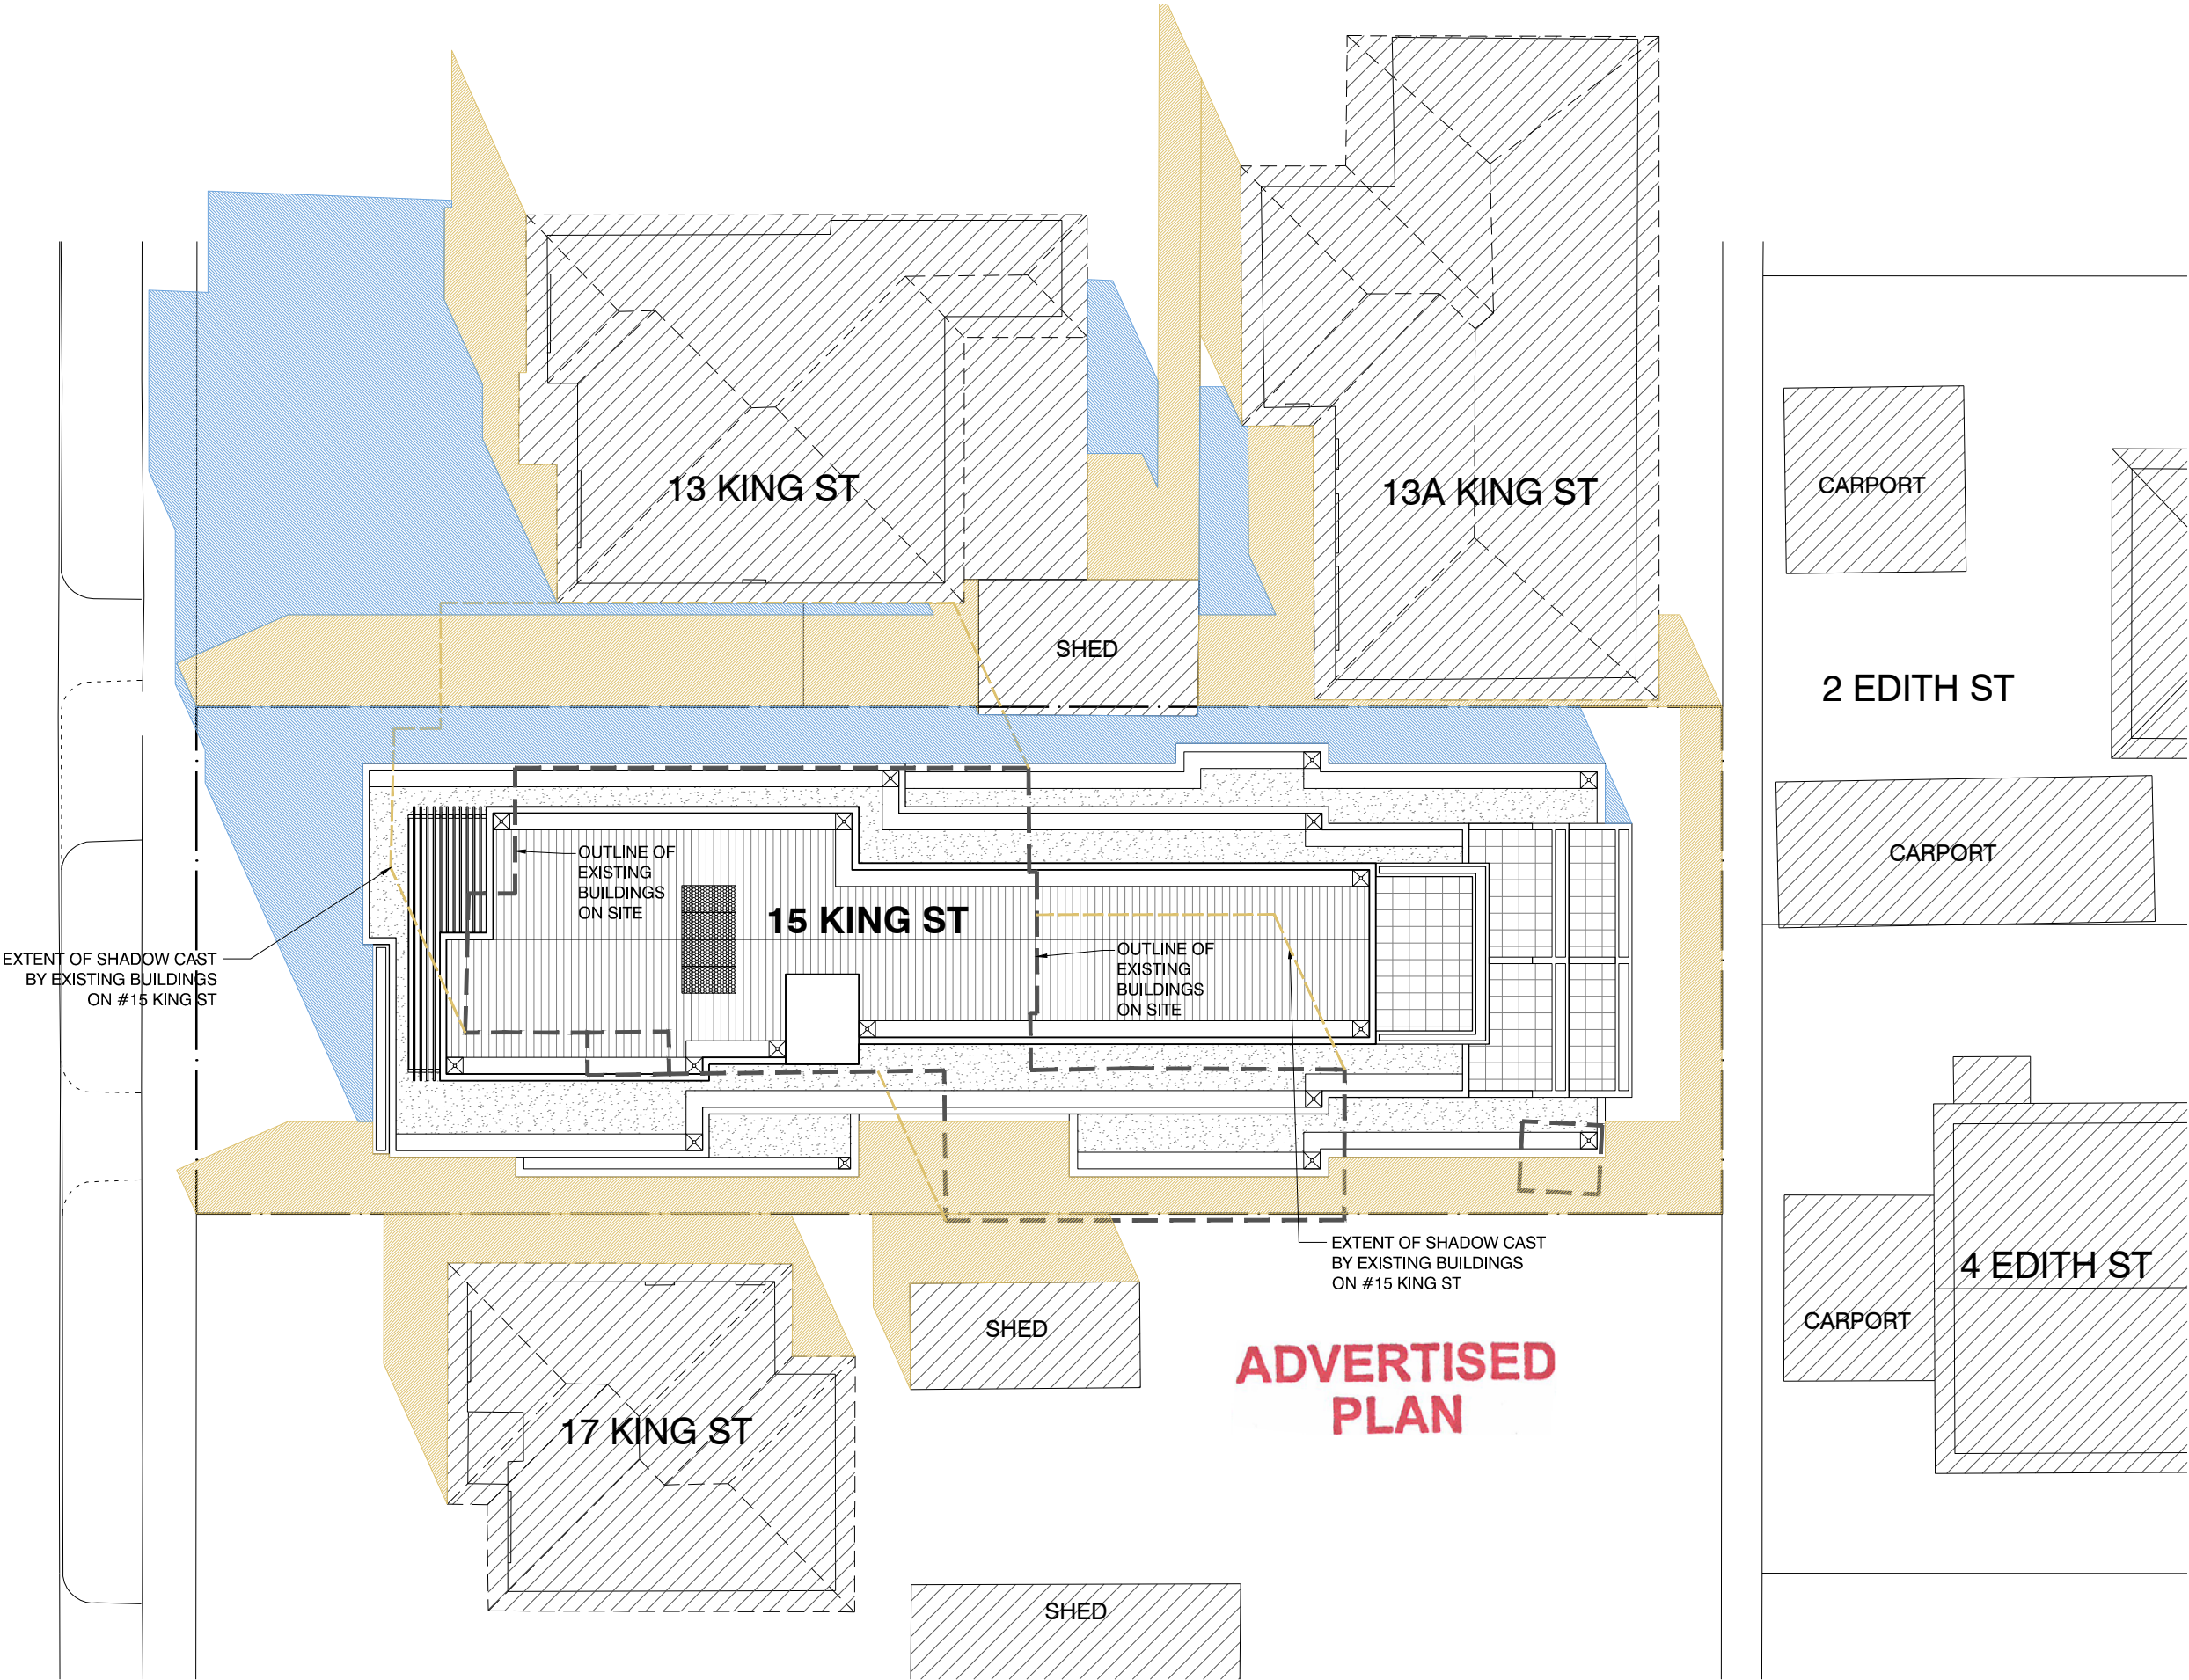 13 KING ST
13A KING ST
CARPORT
SHED
2 EDITH ST
CARPORT
OUTLINE OF
EXISTING
BUILDINGS
ON SITE
15 KING ST
EXTENT OF SHADOW CAST
BY EXISTING BUILDINGS
ON #15 KING ST
OUTLINE OF
EXISTING
BUILDINGS
ON SITE
EXTENT OF SHADOW CAST
BY EXISTING BUILDINGS
ON #15 KING ST
4 EDITH ST
CARPORT
SHED
ADVERTISED
PLAN
17 KING ST
SHED